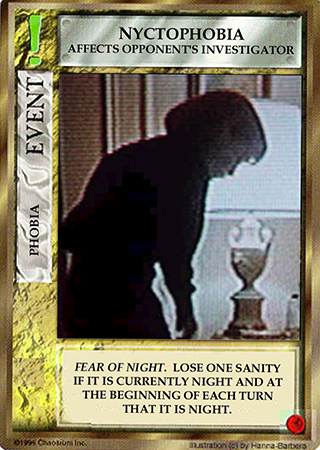 NYCTOPHOBIA
AFFECTS OPPONENT'S INVESTIGATOR
EVENT
PHOBIA
FEAR OF NIGHT. LOSE ONE SANITY
IF IT IS CURRENTLY NIGHT AND AT
THE BEGINNING OF EACH TURN
THAT IT IS NIGHT.
©1996 Chaosium Inc.
Illustration (c) by Hanna-Barbera